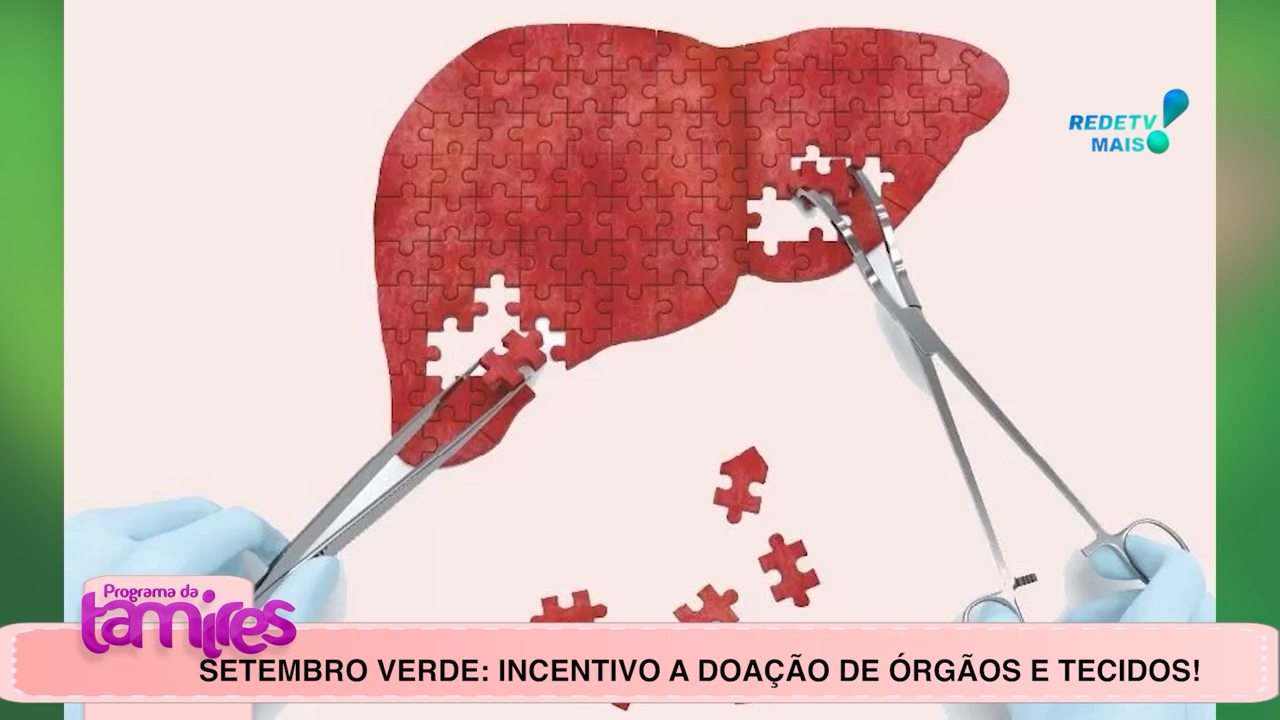 REDETV
MAIS
Programa da
tamires
SETEMBRO VERDE: INCENTIVO A DOAÇÃO DE ÓRGÃOS E TECIDOS!